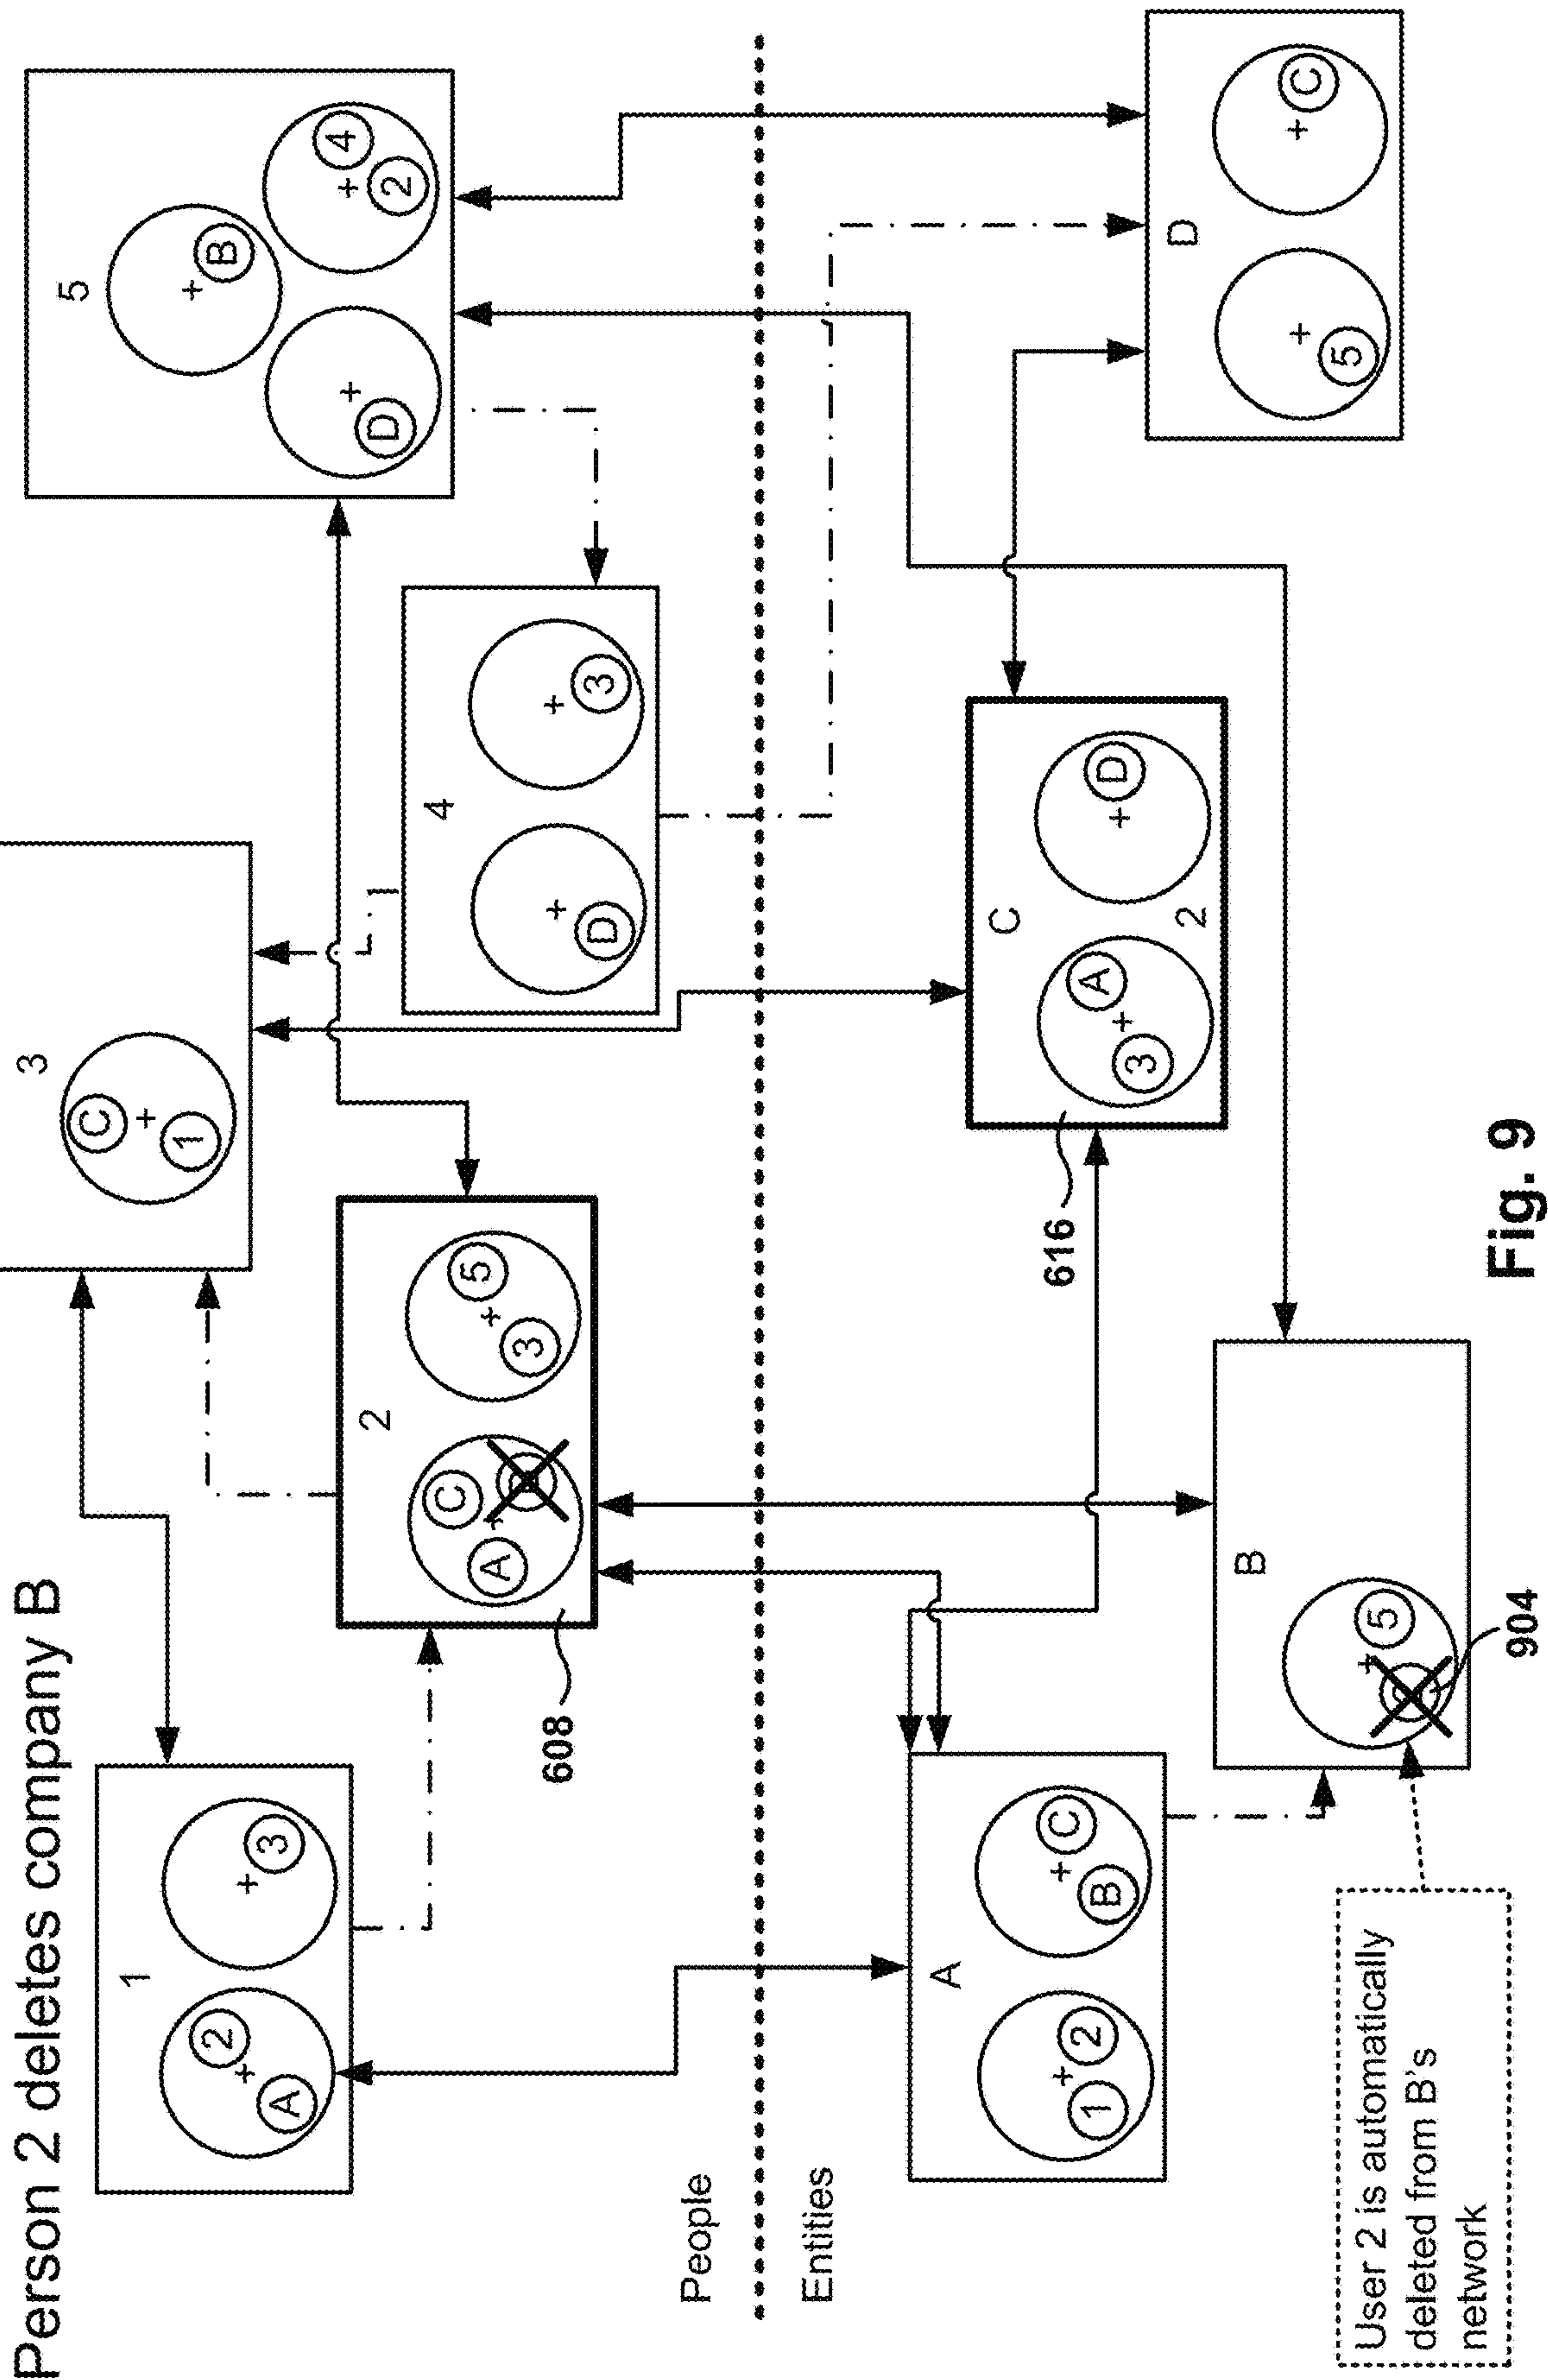 Person 2 deletes company B
1
2
A
3
3
C
1
2
C
A
5
3
608
4
D
3
5
B
D
4
2
People
Entities
A
1
2
B
C
B
5
904
C
3
A
D
2
616
D
5
C
User 2 is automatically
deleted from B's
network
Fig. 9